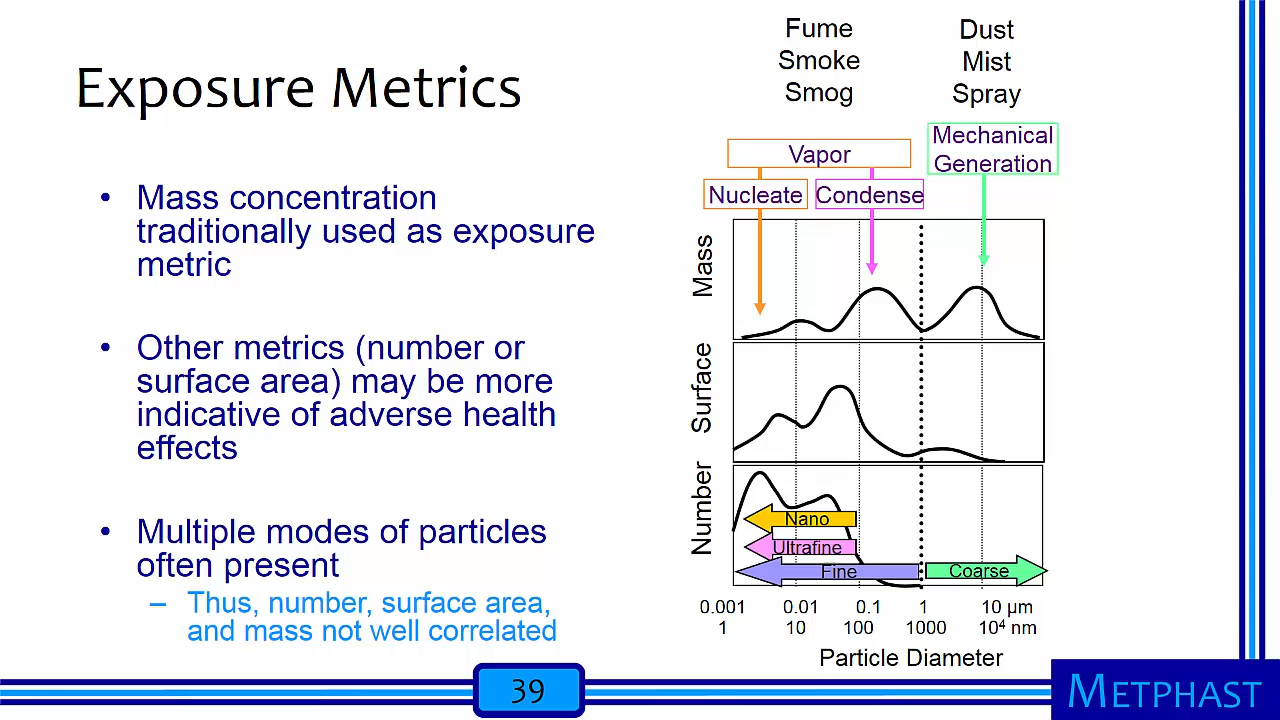 Exposure Metrics
• Mass concentration
traditionally used as exposure
metric
• Other metrics (number or
surface area) may be more
indicative of adverse health
effects
• Multiple modes of particles
often present
– Thus, number, surface area,
and mass not well correlated
Fume
Smoke
Smog
Dust
Mist
Spray
Vapor
Mechanical
Generation
Nucleate
Condense
Mass
Surface
Number
Nano
Ultrafine
Fine
Coarse
0.001 0.01 0.1 1 10 µm
1 10 100 1000 10⁴ nm
Particle Diameter
39
METPHAST